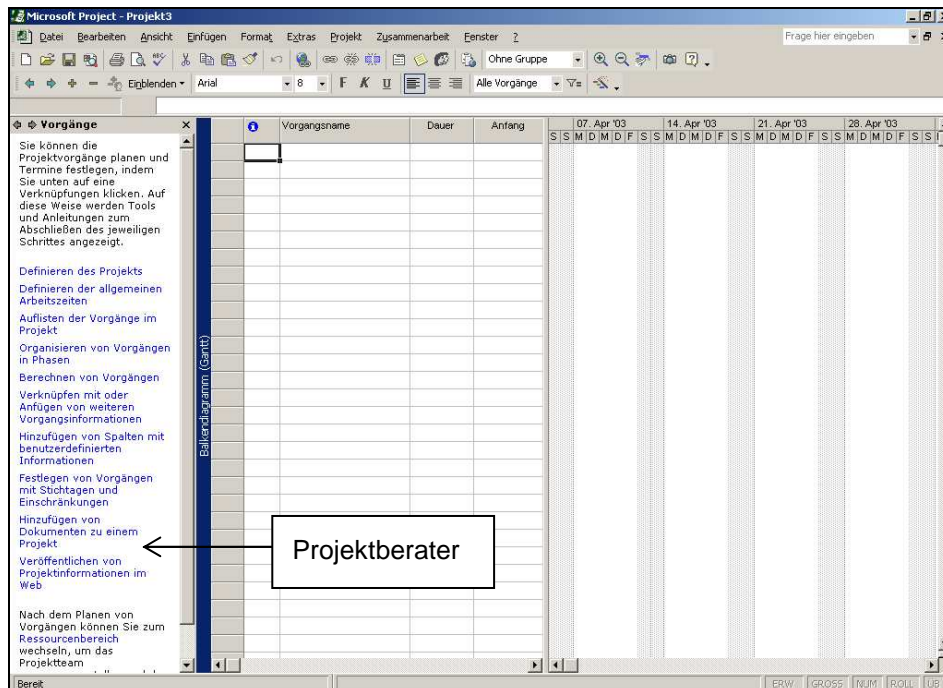 Microsoft Project - Projekt3
Datei Bearbeiten Ansicht Einfügen Format Extras Projekt Zusammenarbeit Fenster ? Frage hier eingeben
Ohne Gruppe
Einblenden Arial 8 F K U Alle Vorgänge
Vorgänge
Vorgangsname Dauer Anfang
07. Apr '03 14. Apr '03 21. Apr '03 28. Apr '03
S S M D M D F S S M D M D F S S M D M D F S S M D M D F S S
Sie können die
Projektvorgänge planen und
Termine festlegen, indem
Sie unten auf eine
Verknüpfungen klicken. Auf
diese Weise werden Tools
und Anleitungen zum
Abschließen des jeweiligen
Schrittes angezeigt.
Definieren des Projekts
Definieren der allgemeinen
Arbeitszeiten
Auflisten der Vorgänge im
Projekt
Organisieren von Vorgängen
in Phasen
Berechnen von Vorgängen
Verknüpfen mit oder
Anfügen von weiteren
Vorgangsinformationen
Hinzufügen von Spalten mit
benutzerdefinierten
Informationen
Festlegen von Vorgängen
mit Stichtagen und
Einschränkungen
Hinzufügen von
Dokumenten zu einem
Projekt
Veröffentlichen von
Projektinformationen im
Web
Nach dem Planen von
Vorgängen können Sie zum
Ressourcenbereich
wechseln, um das
Projektteam
Balkendiagramm (Gantt)
Projektberater
Bereit ERW GROSS NUM ROLL ÜB